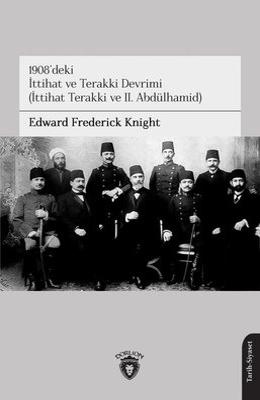 1908'deki
İttihat ve Terakki Devrimi
(İttihat Terakki ve II. Abdülhamid)
Edward Frederick Knight
Tarih-Siyaset
DORLION